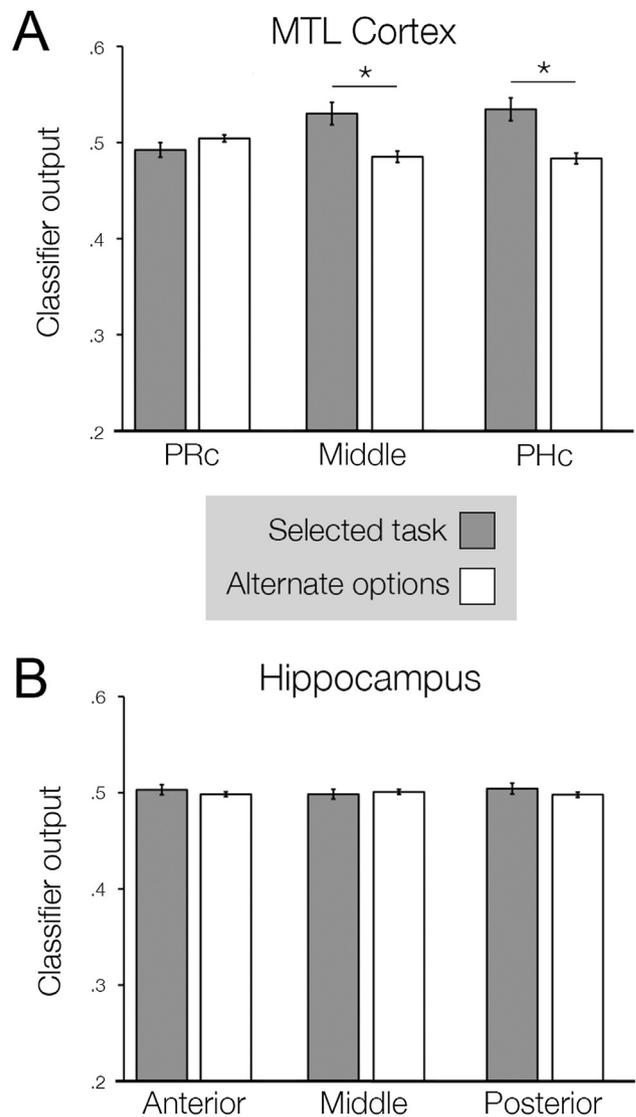 A
MTL Cortex
.6
.5
.4
.3
.2
Classifier output
*
*
PRc Middle PHc
Selected task
Alternate options
B
Hippocampus
.6
.5
.4
.3
.2
Classifier output
Anterior Middle Posterior